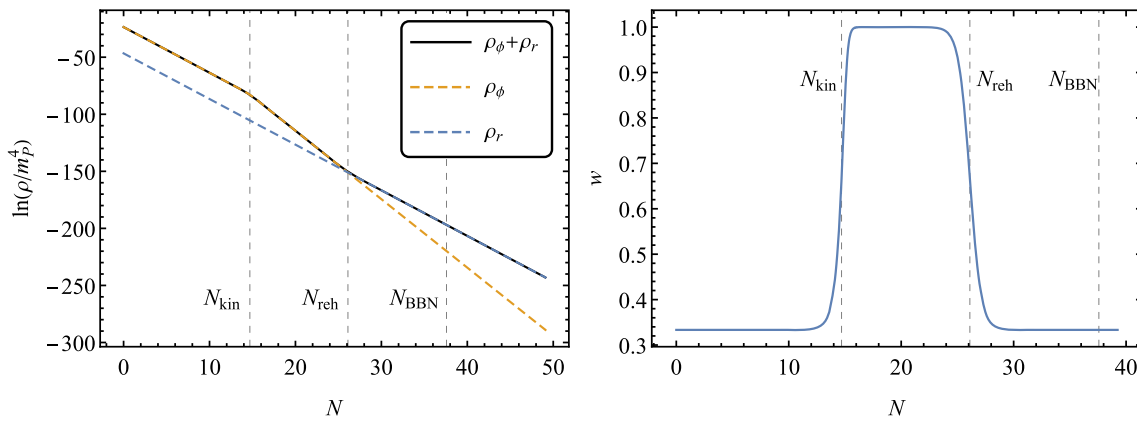 ρ_ϕ+ρ_r
ρ_ϕ
ρ_r
ln(ρ/m_P^4)
−50
−100
−150
−200
−250
−300
N_kin
N_reh
N_BBN
0 10 20 30 40 50
N
w
1.0
0.9
0.8
0.7
0.6
0.5
0.4
0.3
N_kin
N_reh
N_BBN
0 10 20 30 40
N